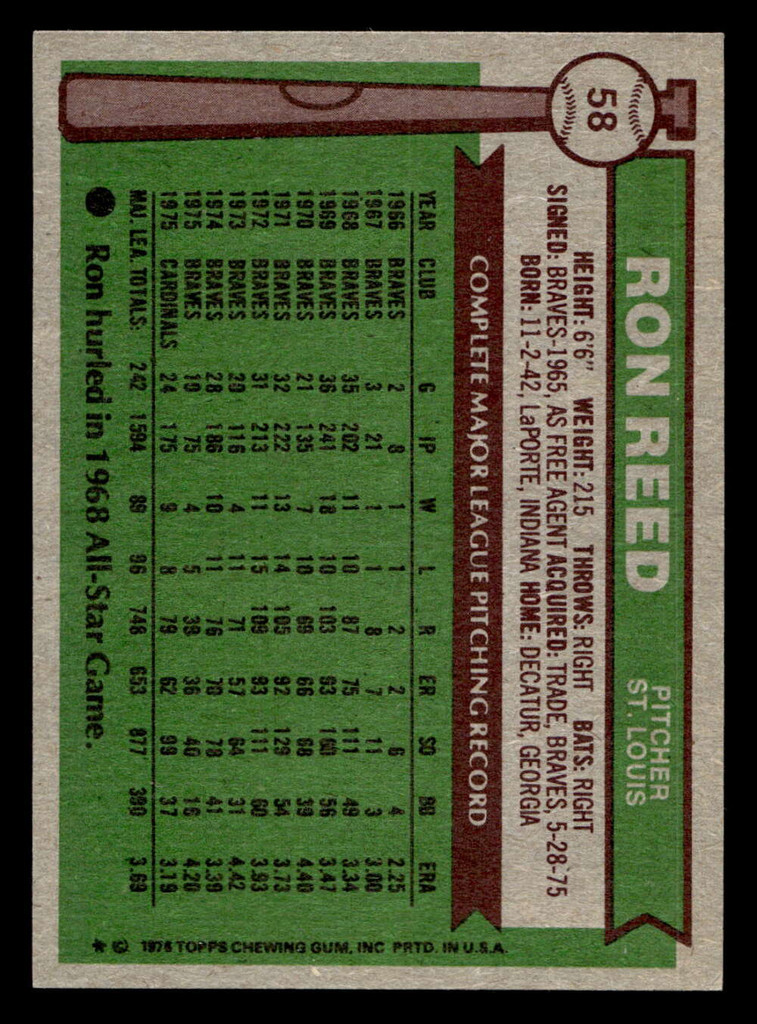 58
RON REED
PITCHER
ST. LOUIS
HEIGHT: 6'6" WEIGHT: 215 THROWS: RIGHT BATS: RIGHT
SIGNED: BRAVES-1965, AS FREE AGENT ACQUIRED: TRADE, BRAVES, 5-28-75
BORN: 11-2-42, LaPORTE, INDIANA HOME: DECATUR, GEORGIA
COMPLETE MAJOR LEAGUE PITCHING RECORD
YEAR CLUB G IP W L R ER SO BB ERA
1966 BRAVES 2 8 1 1 2 2 6 4 2.25
1967 BRAVES 3 21 1 1 8 7 11 3 3.00
1968 BRAVES 35 202 11 10 87 75 111 49 3.34
1969 BRAVES 36 241 18 10 103 93 160 56 3.47
1970 BRAVES 21 135 7 10 69 66 68 39 4.40
1971 BRAVES 32 222 13 14 105 92 129 54 3.73
1972 BRAVES 31 213 11 15 109 93 111 60 3.93
1973 BRAVES 20 116 4 11 71 57 64 31 4.42
1974 BRAVES 28 186 10 11 76 70 78 41 3.39
1975 BRAVES 10 75 4 5 39 36 40 16 4.20
1975 CARDINALS 24 175 9 8 79 62 99 37 3.19
MAJ. LEA. TOTALS: 242 1594 89 96 748 653 877 390 3.69
Ron hurled in 1968 All-Star Game.
* © 1976 TOPPS CHEWING GUM, INC. PRTD. IN U.S.A.